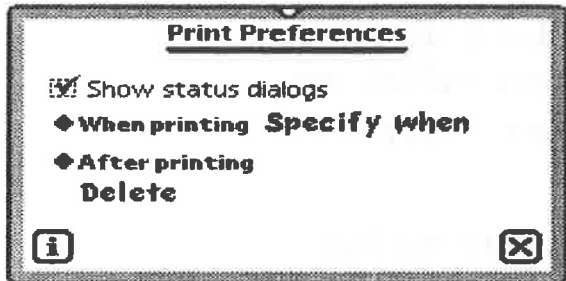 Print Preferences
Show status dialogs
◆When printing Specify when
◆After printing
Delete
i